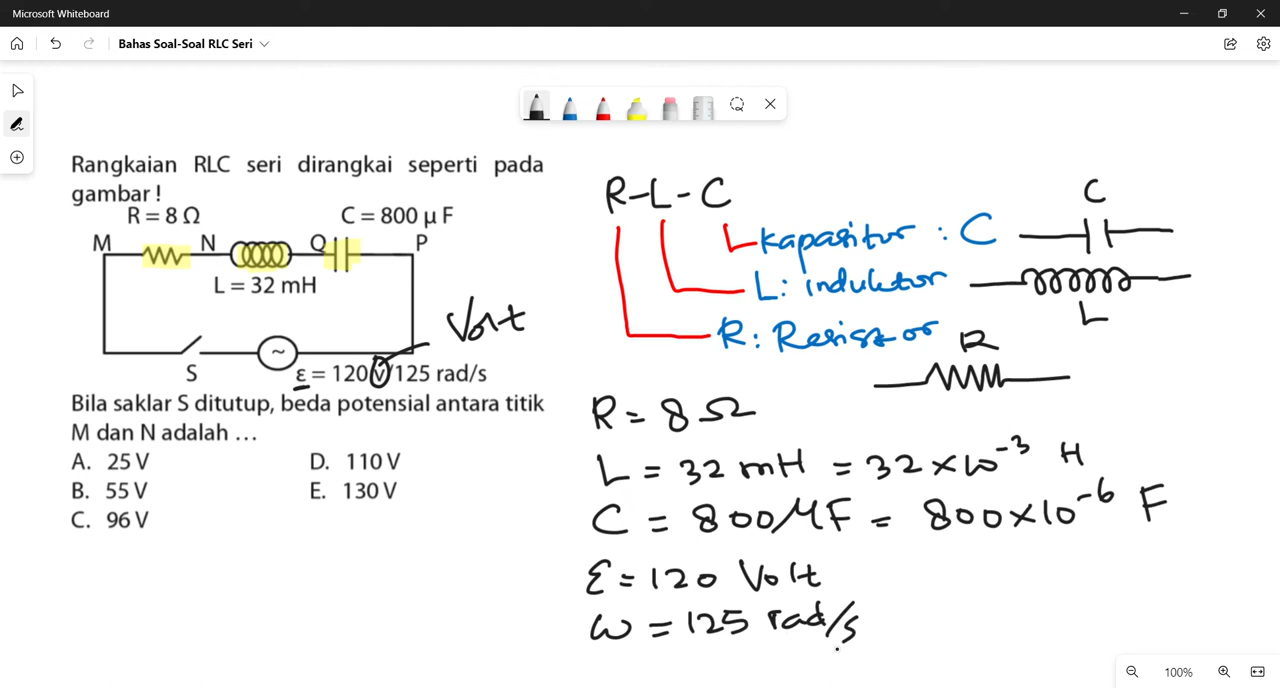 Microsoft Whiteboard
Bahas Soal-Soal RLC Seri
Rangkaian RLC seri dirangkai seperti pada
gambar !
R = 8 Ω
C = 800 μ F
M
N
Q
P
L = 32 mH
S
ε = 120 V/125 rad/s
Volt
Bila saklar S ditutup, beda potensial antara titik
M dan N adalah ...
A. 25 V
B. 55 V
C. 96 V
D. 110 V
E. 130 V
R-L-C
Kapasitor : C
L: induktor
R: Resistor
C
L
R
R = 8 Ω
L = 32 mH = 32 × 10⁻³ H
C = 800 μF = 800 × 10⁻⁶ F
ε = 120 Volt
ω = 125 rad/s
100%